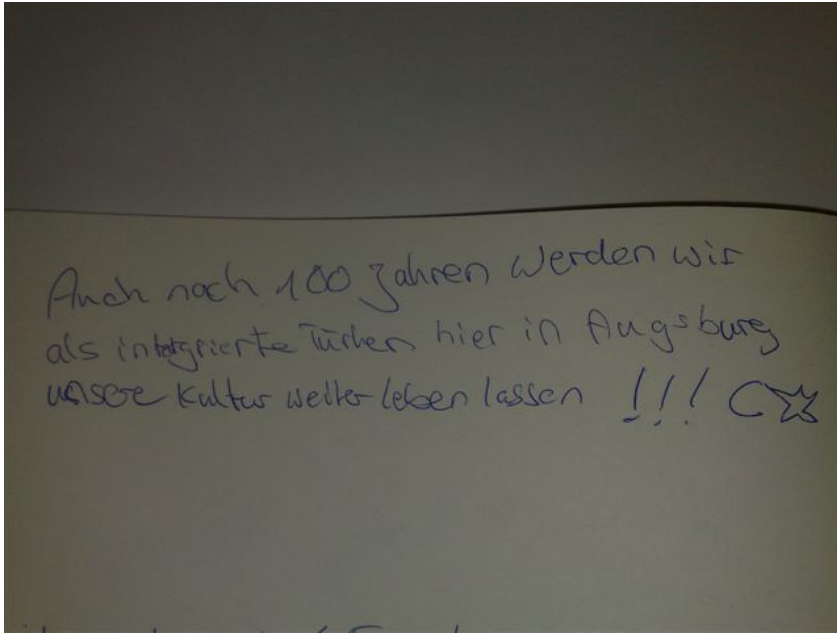 Auch nach 100 Jahren werden wir
als integrierte Türken hier in Augsburg
unsere Kultur weiter leben lassen !!! ☪